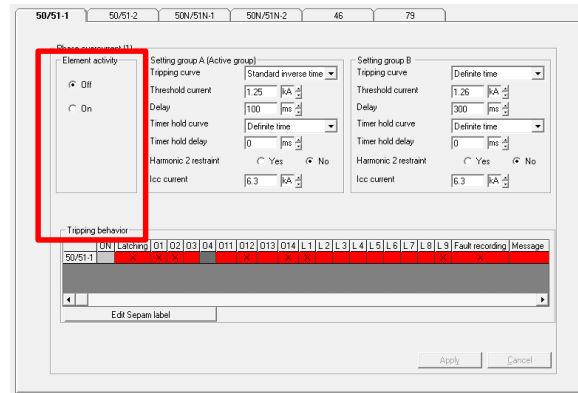 50/51-1 50/51-2 50N/51N-1 50N/51N-2 46 79
Phase overcurrent (1)
Element activity
Off
On
Setting group A (Active group)
Tripping curve Standard inverse time
Threshold current 1.25 kA
Delay 100 ms
Timer hold curve Definite time
Timer hold delay 0 ms
Harmonic 2 restraint Yes No
Icc current 6.3 kA
Setting group B
Tripping curve Definite time
Threshold current 1.26 kA
Delay 300 ms
Timer hold curve Definite time
Timer hold delay 0 ms
Harmonic 2 restraint Yes No
Icc current 6.3 kA
Tripping behavior
ON Latching O1 O2 O3 O4 O11 O12 O13 O14 L1 L2 L3 L4 L5 L6 L7 L8 L9 Fault recording Message
50/51-1 X X X X X X X X
Edit Sepam label
Apply Cancel